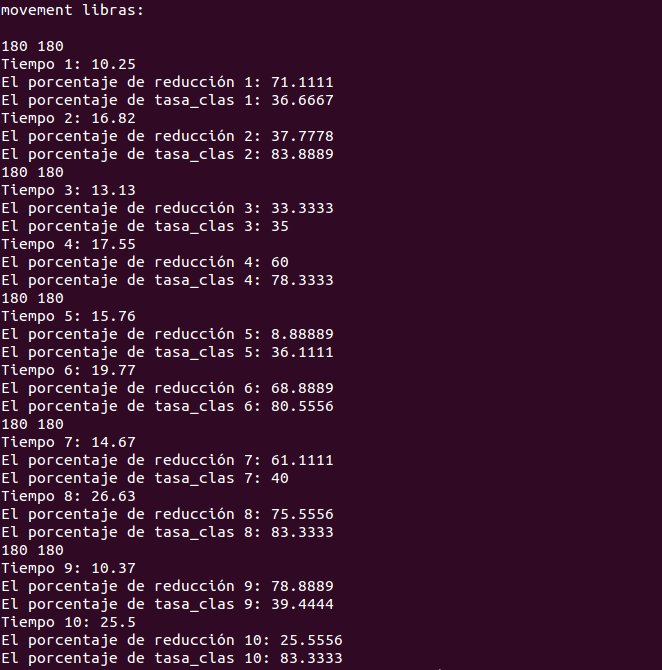 movement libras:
180 180
Tiempo 1: 10.25
El porcentaje de reducción 1: 71.1111
El porcentaje de tasa_clas 1: 36.6667
Tiempo 2: 16.82
El porcentaje de reducción 2: 37.7778
El porcentaje de tasa_clas 2: 83.8889
180 180
Tiempo 3: 13.13
El porcentaje de reducción 3: 33.3333
El porcentaje de tasa_clas 3: 35
Tiempo 4: 17.55
El porcentaje de reducción 4: 60
El porcentaje de tasa_clas 4: 78.3333
180 180
Tiempo 5: 15.76
El porcentaje de reducción 5: 8.88889
El porcentaje de tasa_clas 5: 36.1111
Tiempo 6: 19.77
El porcentaje de reducción 6: 68.8889
El porcentaje de tasa_clas 6: 80.5556
180 180
Tiempo 7: 14.67
El porcentaje de reducción 7: 61.1111
El porcentaje de tasa_clas 7: 40
Tiempo 8: 26.63
El porcentaje de reducción 8: 75.5556
El porcentaje de tasa_clas 8: 83.3333
180 180
Tiempo 9: 10.37
El porcentaje de reducción 9: 78.8889
El porcentaje de tasa_clas 9: 39.4444
Tiempo 10: 25.5
El porcentaje de reducción 10: 25.5556
El porcentaje de tasa_clas 10: 83.3333